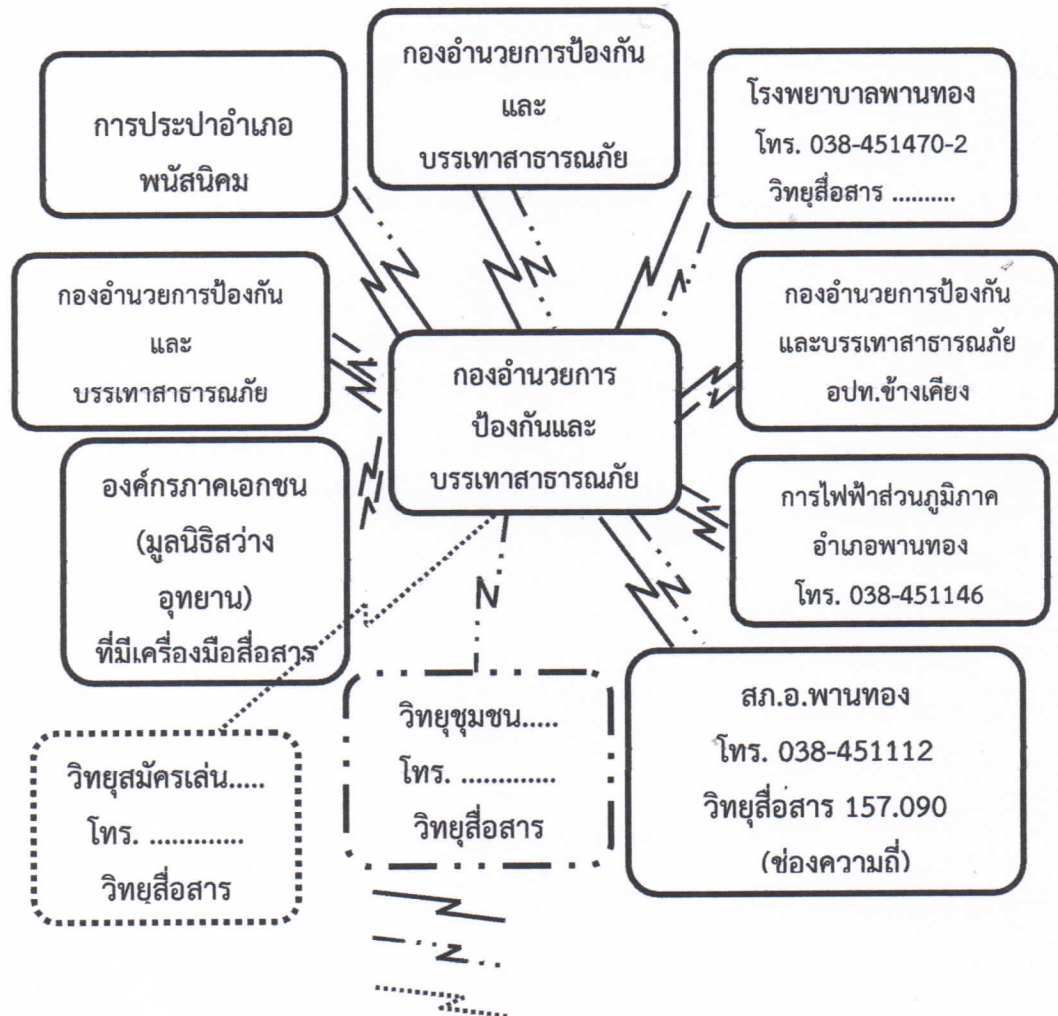 กองอำนวยการป้องกัน
และ
บรรเทาสาธารณภัย
การประปาอำเภอ
พนัสนิคม
โรงพยาบาลพานทอง
โทร. 038-451470-2
วิทยุสื่อสาร ..........
กองอำนวยการป้องกัน
และ
บรรเทาสาธารณภัย
กองอำนวยการ
ป้องกันและ
บรรเทาสาธารณภัย
กองอำนวยการป้องกัน
และบรรเทาสาธารณภัย
อปท.ข้างเคียง
องค์กรภาคเอกชน
(มูลนิธิสว่าง
อุทยาน)
ที่มีเครื่องมือสื่อสาร
การไฟฟ้าส่วนภูมิภาค
อำเภอพานทอง
โทร. 038-451146
วิทยุสมัครเล่น.....
โทร. .............
วิทยุสื่อสาร
วิทยุชุมชน.....
โทร. .............
วิทยุสื่อสาร
สภ.อ.พานทอง
โทร. 038-451112
วิทยุสื่อสาร 157.090
(ช่องความถี่)